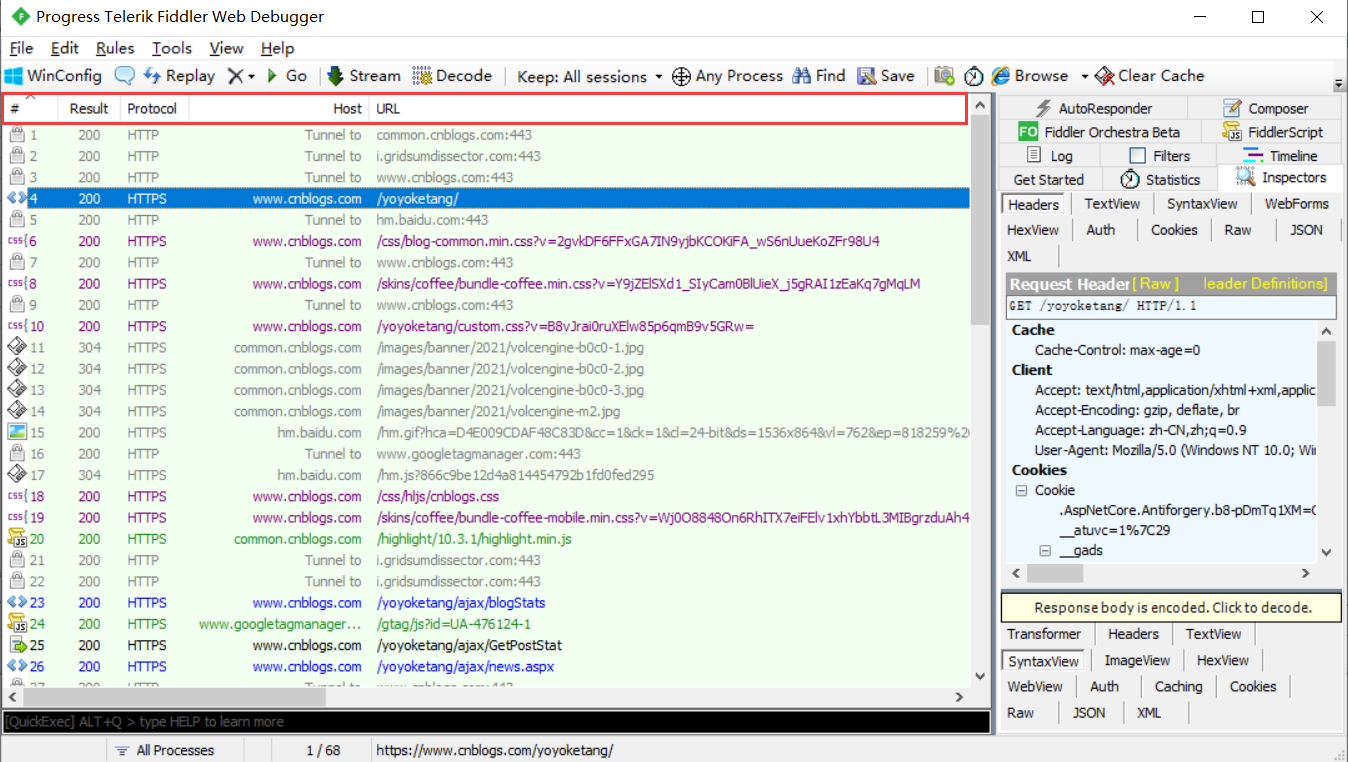 Progress Telerik Fiddler Web Debugger
File Edit Rules Tools View Help
WinConfig Replay Go Stream Decode Keep: All sessions Any Process Find Save Browse Clear Cache
# Result Protocol Host URL
1 200 HTTP Tunnel to common.cnblogs.com:443
2 200 HTTP Tunnel to i.gridsumdissector.com:443
3 200 HTTP Tunnel to www.cnblogs.com:443
4 200 HTTPS www.cnblogs.com /yoyoketang/
5 200 HTTP Tunnel to hm.baidu.com:443
6 200 HTTPS www.cnblogs.com /css/blog-common.min.css?v=2gvkDF6FFxGA7IN9yjbKCOKiFA_wS6nUueKoZFr98U4
7 200 HTTP Tunnel to www.cnblogs.com:443
8 200 HTTPS www.cnblogs.com /skins/coffee/bundle-coffee.min.css?v=Y9jZElSXd1_SIyCam0BlUieX_j5gRAI1zEaKq7gMqLM
9 200 HTTP Tunnel to www.cnblogs.com:443
10 200 HTTPS www.cnblogs.com /yoyoketang/custom.css?v=B8vJrai0ruXElw85p6qmB9v5GRw=
11 304 HTTPS common.cnblogs.com /images/banner/2021/volcengine-b0c0-1.jpg
12 304 HTTPS common.cnblogs.com /images/banner/2021/volcengine-b0c0-2.jpg
13 304 HTTPS common.cnblogs.com /images/banner/2021/volcengine-b0c0-3.jpg
14 304 HTTPS common.cnblogs.com /images/banner/2021/volcengine-m2.jpg
15 200 HTTPS hm.baidu.com /hm.gif?hca=D4E009CDAF48C83D&cc=1&ck=1&cl=24-bit&ds=1536x864&vl=762&ep=818259%2
16 200 HTTP Tunnel to www.googletagmanager.com:443
17 304 HTTPS hm.baidu.com /hm.js?866c9be12d4a814454792b1fd0fed295
18 200 HTTPS www.cnblogs.com /css/hljs/cnblogs.css
19 200 HTTPS www.cnblogs.com /skins/coffee/bundle-coffee-mobile.min.css?v=Wj0O8848On6RhITX7eiFElv1xhYbbtL3MIBgrzduAh4
20 200 HTTPS common.cnblogs.com /highlight/10.3.1/highlight.min.js
21 200 HTTP Tunnel to i.gridsumdissector.com:443
22 200 HTTP Tunnel to i.gridsumdissector.com:443
23 200 HTTPS www.cnblogs.com /yoyoketang/ajax/blogStats
24 200 HTTPS www.googletagmanager... /gtag/js?id=UA-476124-1
25 200 HTTPS www.cnblogs.com /yoyoketang/ajax/GetPostStat
26 200 HTTPS www.cnblogs.com /yoyoketang/ajax/news.aspx
27 200 HTTP Tunnel to www.cnblogs.com:443
[QuickExec] ALT+Q > type HELP to learn more
All Processes 1 / 68 https://www.cnblogs.com/yoyoketang/
AutoResponder Composer
FO Fiddler Orchestra Beta FiddlerScript
Log Filters Timeline
Get Started Statistics Inspectors
Headers TextView SyntaxView WebForms
HexView Auth Cookies Raw JSON
XML
Request Header [ Raw ] leader Definitions]
GET /yoyoketang/ HTTP/1.1
Cache
Cache-Control: max-age=0
Client
Accept: text/html,application/xhtml+xml,applic
Accept-Encoding: gzip, deflate, br
Accept-Language: zh-CN,zh;q=0.9
User-Agent: Mozilla/5.0 (Windows NT 10.0; Wi
Cookies
Cookie
.AspNetCore.Antiforgery.b8-pDmTq1XM=
__atuvc=1%7C29
__gads
Response body is encoded. Click to decode.
Transformer Headers TextView
SyntaxView ImageView HexView
WebView Auth Caching Cookies
Raw JSON XML